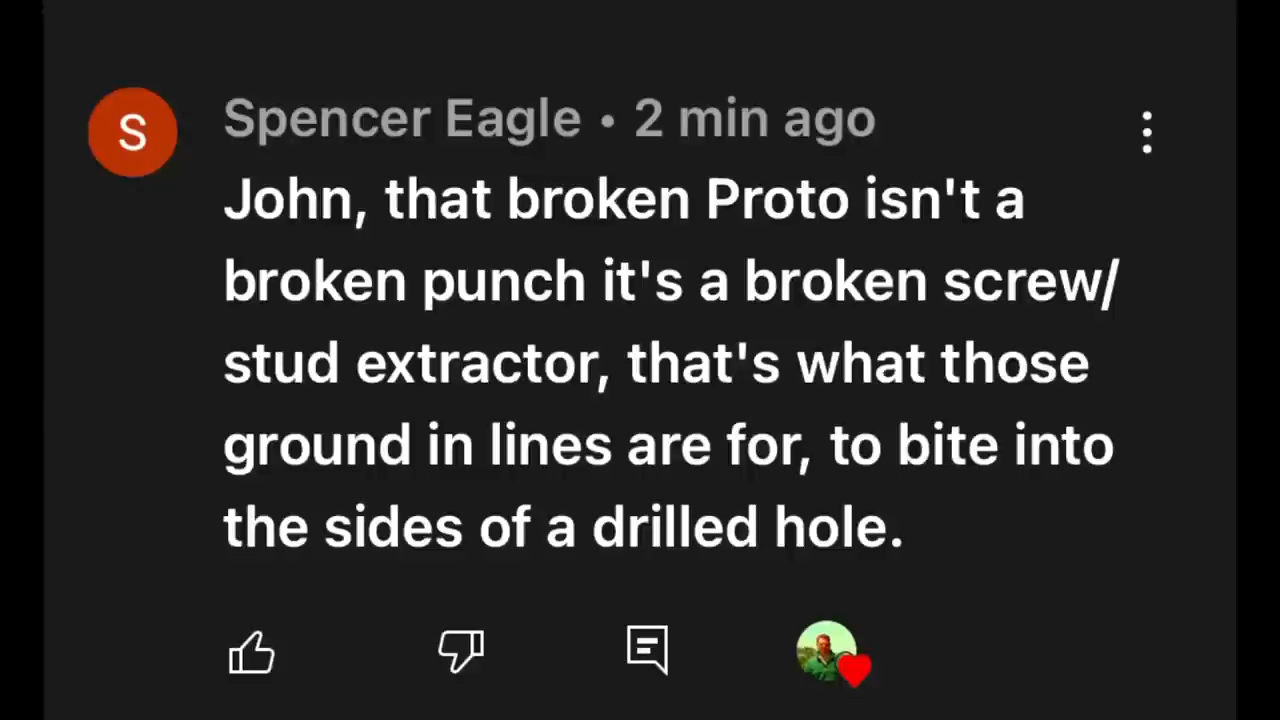 S
Spencer Eagle • 2 min ago
John, that broken Proto isn't a
broken punch it's a broken screw/
stud extractor, that's what those
ground in lines are for, to bite into
the sides of a drilled hole.